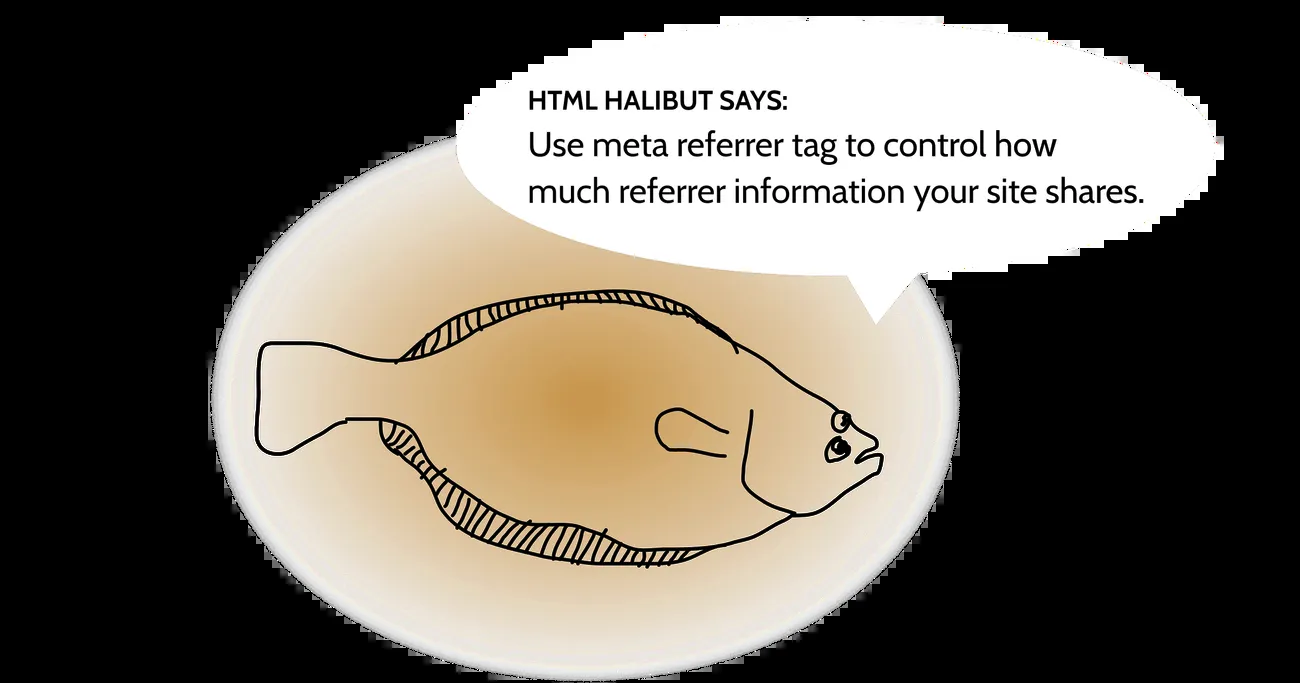 HTML HALIBUT SAYS:
Use meta referrer tag to control how
much referrer information your site shares.